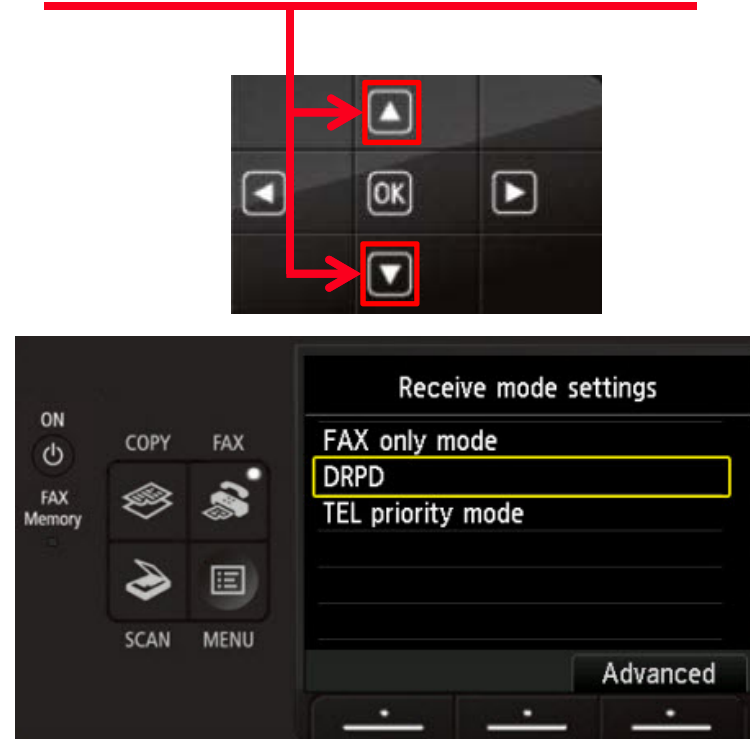 OK
Receive mode settings
ON
COPY FAX
FAX only mode
DRPD
FAX
Memory
TEL priority mode
SCAN MENU
Advanced